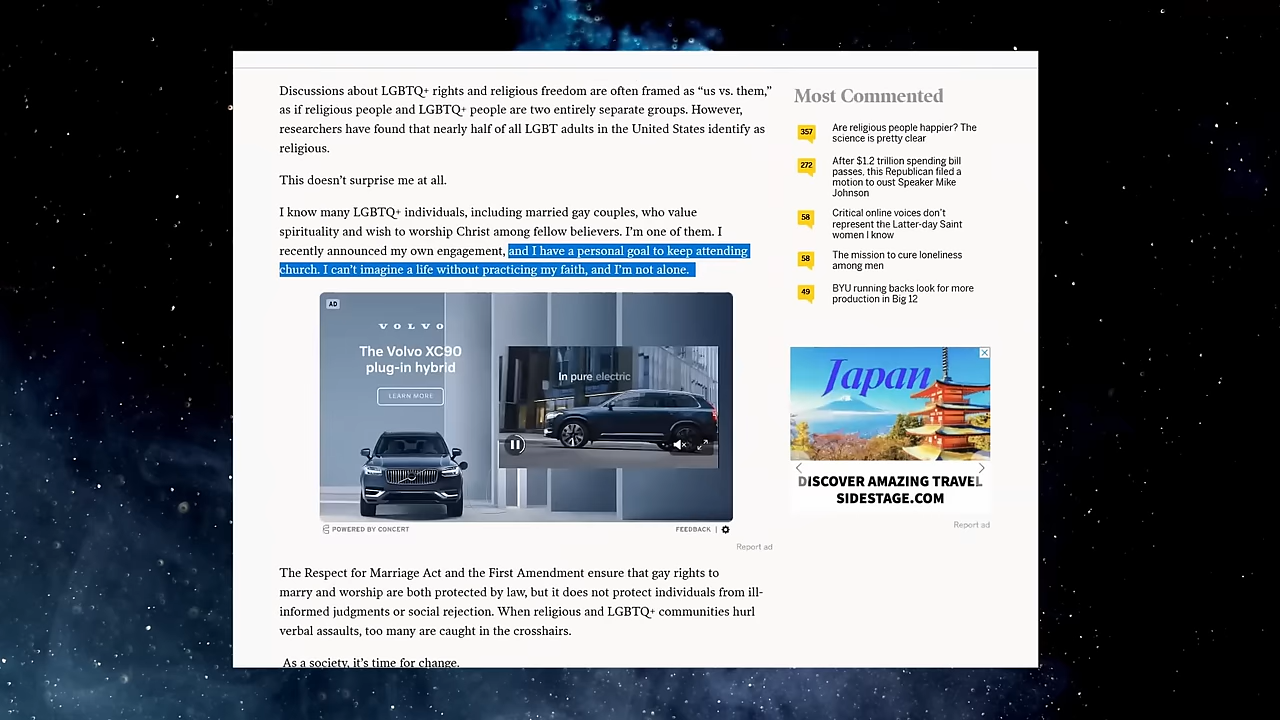 Discussions about LGBTQ+ rights and religious freedom are often framed as “us vs. them,”
as if religious people and LGBTQ+ people are two entirely separate groups. However,
researchers have found that nearly half of all LGBT adults in the United States identify as
religious.
This doesn’t surprise me at all.
I know many LGBTQ+ individuals, including married gay couples, who value
spirituality and wish to worship Christ among fellow believers. I’m one of them. I
recently announced my own engagement, and I have a personal goal to keep attending
church. I can’t imagine a life without practicing my faith, and I’m not alone.
AD
VOLVO
The Volvo XC90
plug-in hybrid
LEARN MORE
In pure electric
POWERED BY CONCERT
FEEDBACK
Report ad
The Respect for Marriage Act and the First Amendment ensure that gay rights to
marry and worship are both protected by law, but it does not protect individuals from ill-
informed judgments or social rejection. When religious and LGBTQ+ communities hurl
verbal assaults, too many are caught in the crosshairs.
As a society, it’s time for change.
Most Commented
357
Are religious people happier? The
science is pretty clear
272
After $1.2 trillion spending bill
passes, this Republican filed a
motion to oust Speaker Mike
Johnson
58
Critical online voices don’t
represent the Latter-day Saint
women I know
58
The mission to cure loneliness
among men
49
BYU running backs look for more
production in Big 12
Japan
DISCOVER AMAZING TRAVEL
SIDESTAGE.COM
Report ad